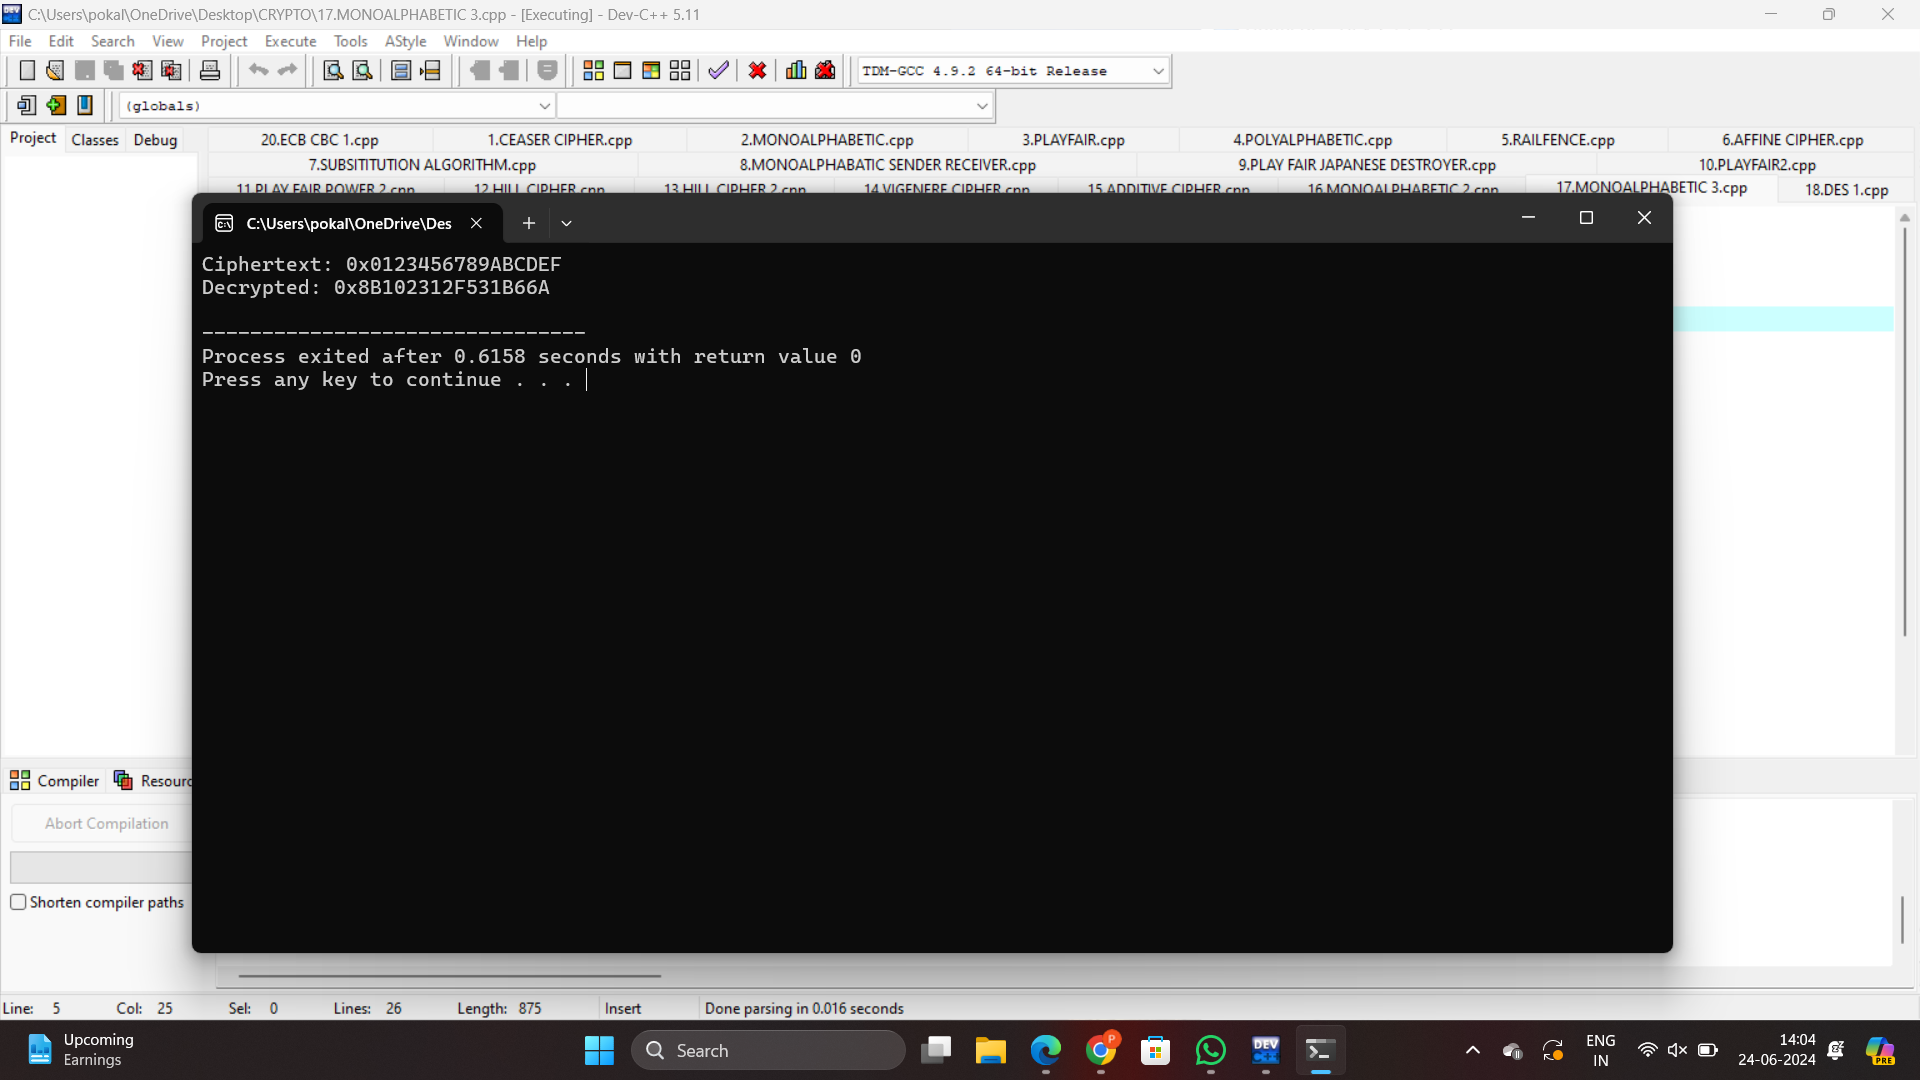 C:\Users\pokal\OneDrive\Desktop\CRYPTO\17.MONOALPHABETIC 3.cpp - [Executing] - Dev-C++ 5.11
File Edit Search View Project Execute Tools AStyle Window Help
TDM-GCC 4.9.2 64-bit Release
(globals)
Project Classes Debug
20.ECB CBC 1.cpp 1.CEASER CIPHER.cpp 2.MONOALPHABETIC.cpp 3.PLAYFAIR.cpp 4.POLYALPHABETIC.cpp 5.RAILFENCE.cpp 6.AFFINE CIPHER.cpp
7.SUBSITITUTION ALGORITHM.cpp 8.MONOALPHABATIC SENDER RECEIVER.cpp 9.PLAY FAIR JAPANESE DESTROYER.cpp 10.PLAYFAIR2.cpp
11.PLAY FAIR POWER 2.cpp 12.HILL CIPHER.cpp 13.HILL CIPHER 2.cpp 14.VIGENERE CIPHER.cpp 15.ADDITIVE CIPHER.cpp 16.MONOALPHABETIC 2.cpp 17.MONOALPHABETIC 3.cpp 18.DES 1.cpp
C:\Users\pokal\OneDrive\Des
Ciphertext: 0x0123456789ABCDEF
Decrypted: 0x8B102312F531B66A
--------------------------------
Process exited after 0.6158 seconds with return value 0
Press any key to continue . . .
Compiler Resourc
Abort Compilation
Shorten compiler paths
Line: 5 Col: 25 Sel: 0 Lines: 26 Length: 875 Insert Done parsing in 0.016 seconds
Upcoming
Earnings
Search
P
DEV
C++
ENG
IN
14:04
24-06-2024
PRE